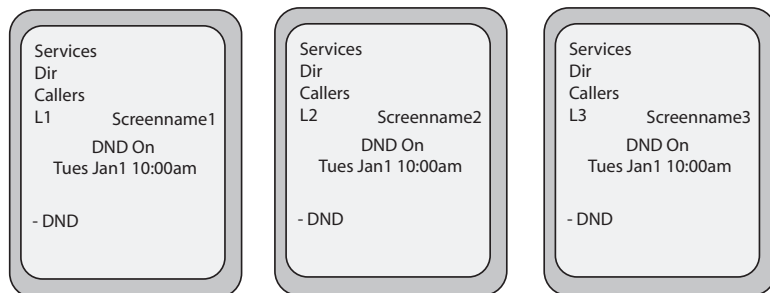 Services
Dir
Callers
L1 Screenname1
DND On
Tues Jan1 10:00am
- DND
Services
Dir
Callers
L2 Screenname2
DND On
Tues Jan1 10:00am
- DND
Services
Dir
Callers
L3 Screenname3
DND On
Tues Jan1 10:00am
- DND